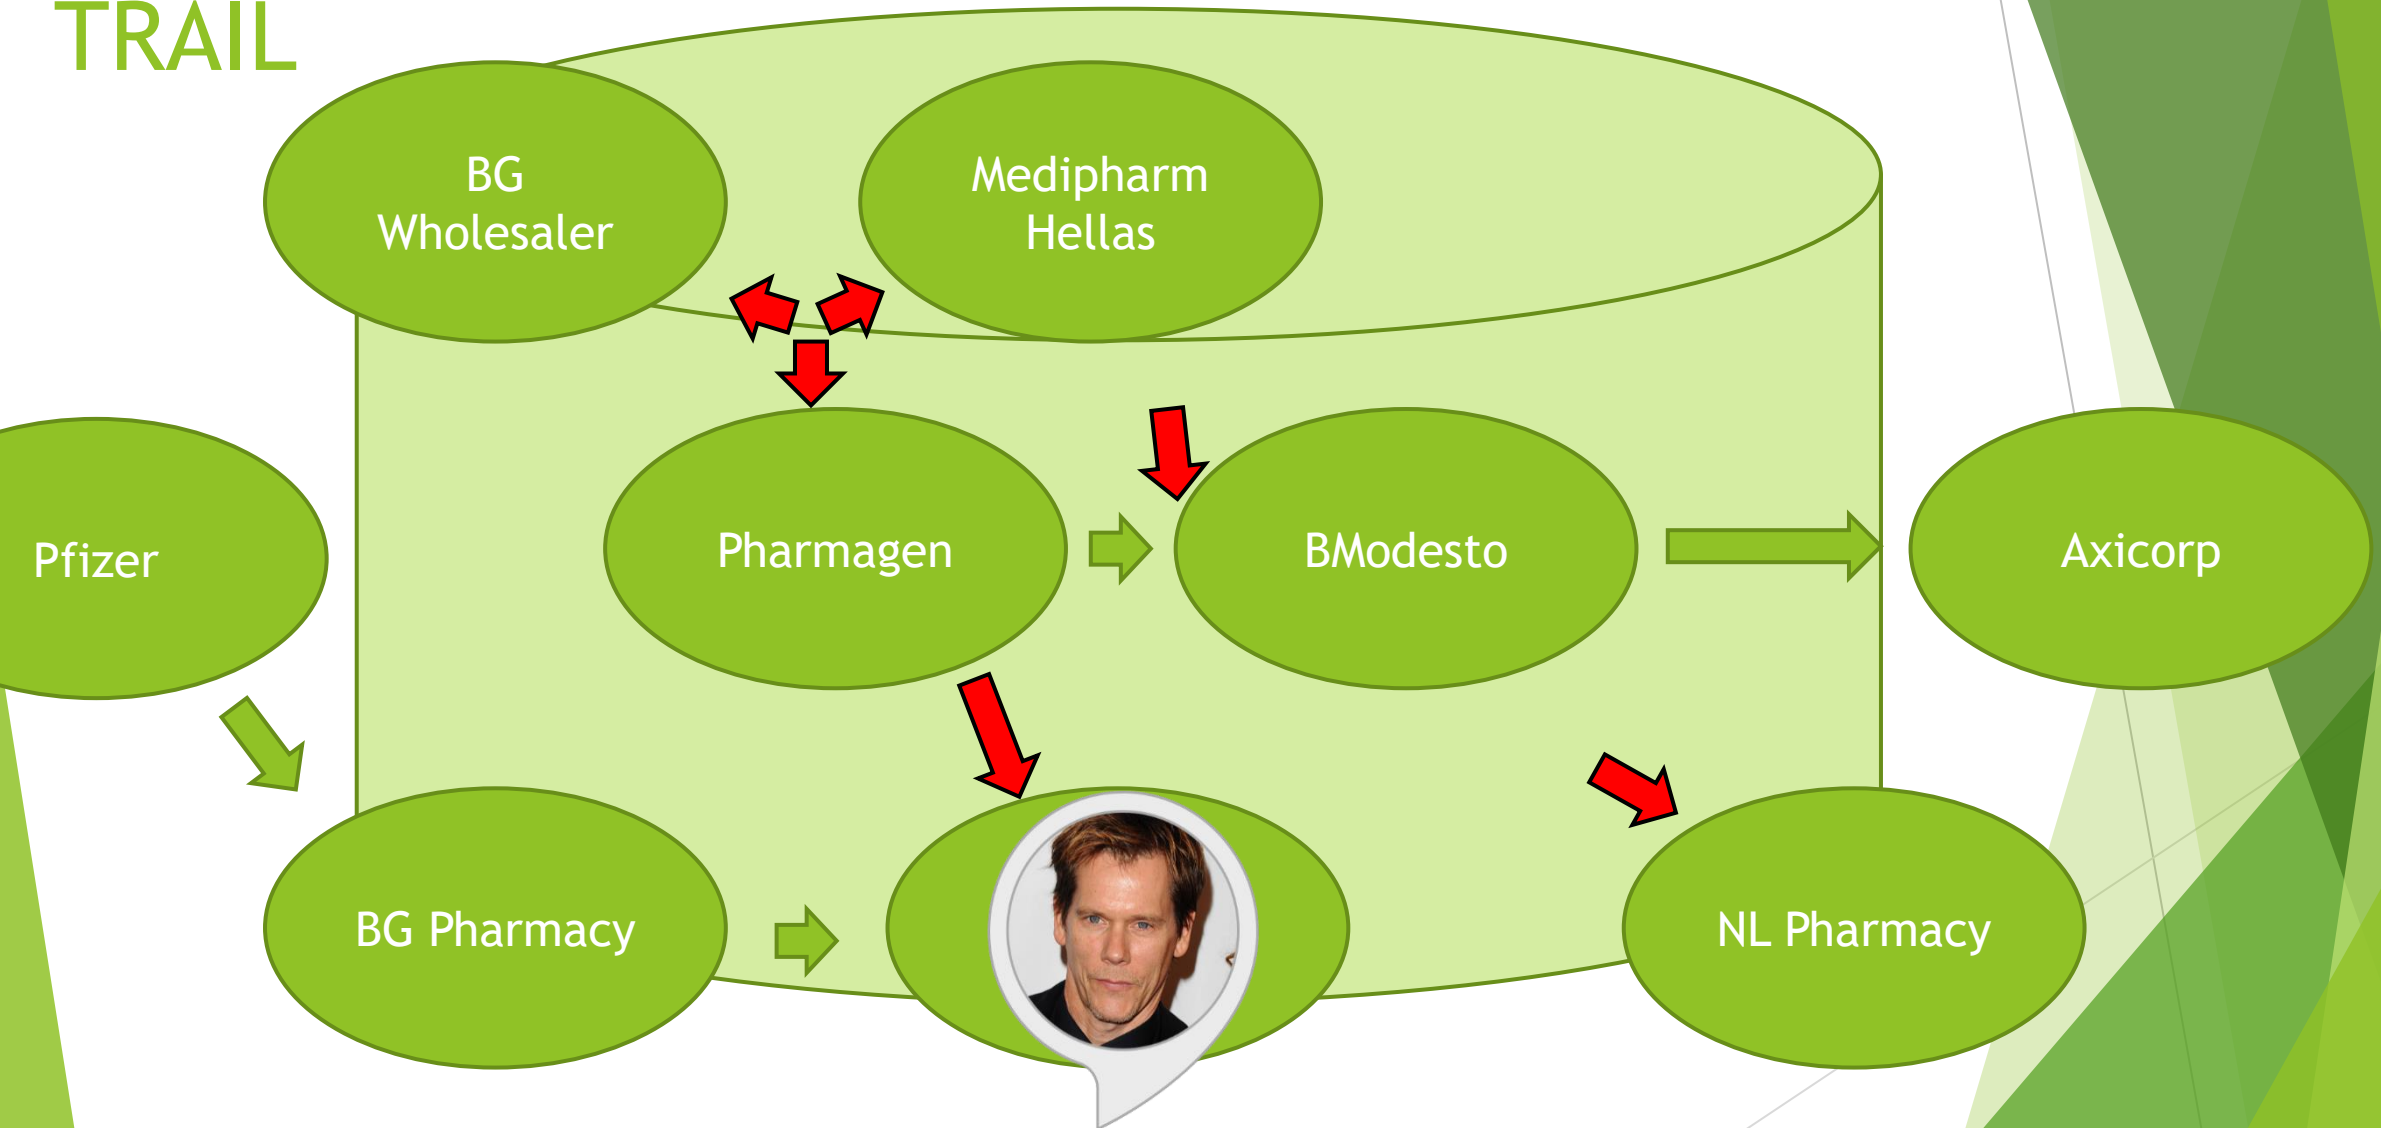 TRAIL
BG
Wholesaler
Medipharm
Hellas
Pfizer
Pharmagen
BModesto
Axicorp
BG Pharmacy
NL Pharmacy